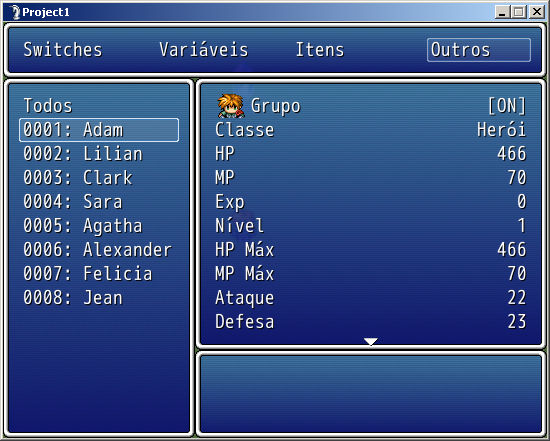 Project1
Switches Variáveis Itens Outros
Todos
0001: Adam
0002: Lilian
0003: Clark
0004: Sara
0005: Agatha
0006: Alexander
0007: Felicia
0008: Jean
Grupo [ON]
Classe Herói
HP 466
MP 70
Exp 0
Nível 1
HP Máx 466
MP Máx 70
Ataque 22
Defesa 23